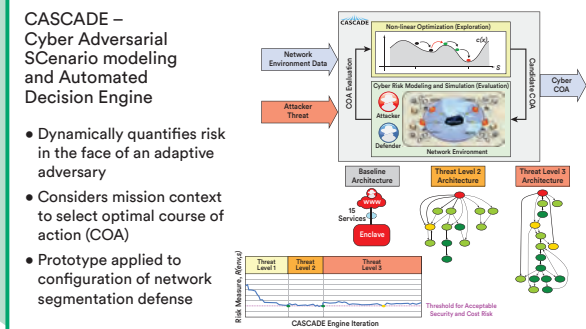 CASCADE –
Cyber Adversarial
SCenario modeling
and Automated
Decision Engine
● Dynamically quantifies risk
in the face of an adaptive
adversary
● Considers mission context
to select optimal course of
action (COA)
● Prototype applied to
configuration of network
segmentation defense
CASCADE
Non-linear Optimization (Exploration)
c(x)
S
Network
Environment Data
Attacker
Threat
COA Evaluation
Candidate COA
Cyber
COA
Cyber Risk Modeling and Simulation (Evaluation)
Attacker
Defender
Network Environment
Baseline
Architecture
Threat Level 2
Architecture
Threat Level 3
Architecture
www
15
Services
Enclave
Threat
Level 1
Threat
Level 2
Threat
Level 3
Threshold for Acceptable
Security and Cost Risk
CASCADE Engine Iteration